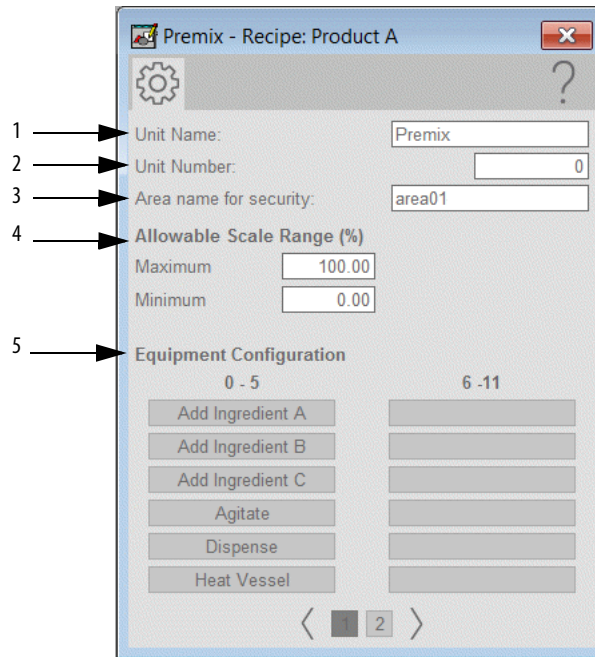 Premix - Recipe: Product A
?
1 Unit Name: Premix
2 Unit Number: 0
3 Area name for security: area01
4 Allowable Scale Range (%)
Maximum 100.00
Minimum 0.00
5 Equipment Configuration
0 - 5 6 -11
Add Ingredient A
Add Ingredient B
Add Ingredient C
Agitate
Dispense
Heat Vessel
1 2